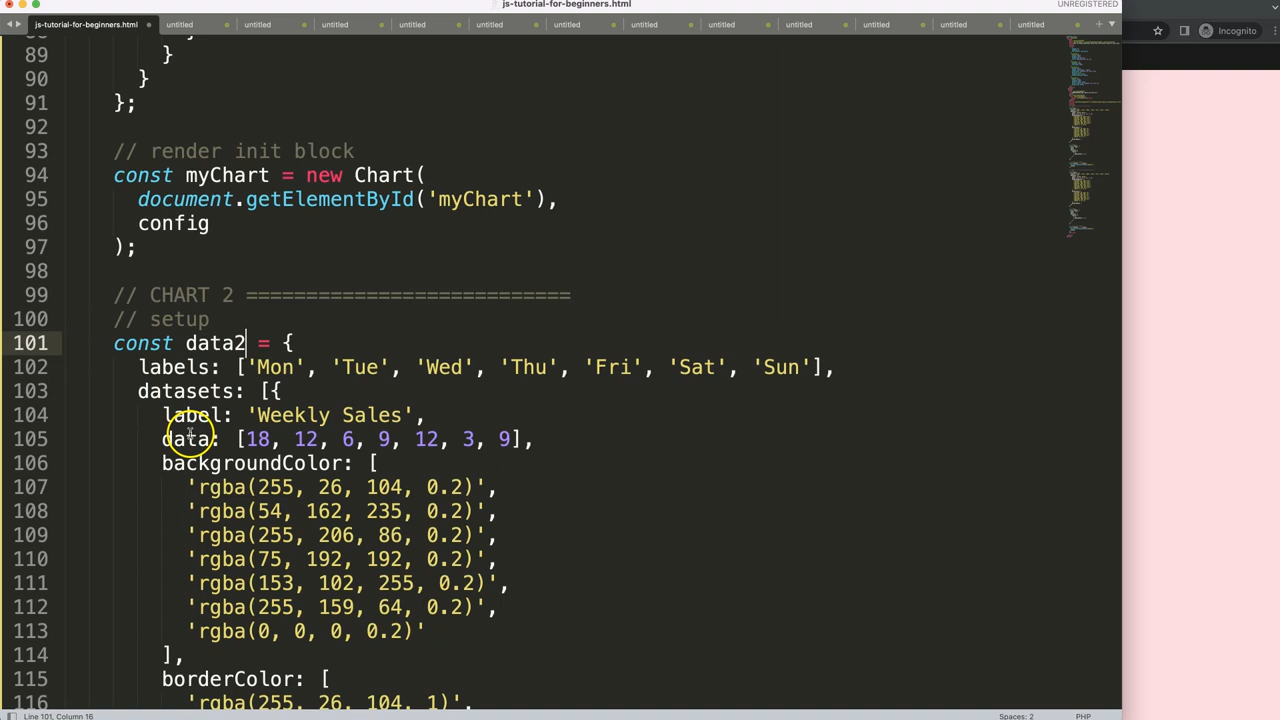 js-tutorial-for-beginners.html
UNREGISTERED
js-tutorial-for-beginners.html untitled untitled untitled untitled untitled untitled untitled untitled untitled untitled untitled
Incognito
89 }
90 }
91 };
92
93 // render init block
94 const myChart = new Chart(
95 document.getElementById('myChart'),
96 config
97 );
98
99 // CHART 2 ===========================
100 // setup
101 const data2 = {
102 labels: ['Mon', 'Tue', 'Wed', 'Thu', 'Fri', 'Sat', 'Sun'],
103 datasets: [{
104 label: 'Weekly Sales',
105 data: [18, 12, 6, 9, 12, 3, 9],
106 backgroundColor: [
107 'rgba(255, 26, 104, 0.2)',
108 'rgba(54, 162, 235, 0.2)',
109 'rgba(255, 206, 86, 0.2)',
110 'rgba(75, 192, 192, 0.2)',
111 'rgba(153, 102, 255, 0.2)',
112 'rgba(255, 159, 64, 0.2)',
113 'rgba(0, 0, 0, 0.2)'
114 ],
115 borderColor: [
116 'rgba(255, 26, 104, 1)',
Line 101, Column 16
Spaces: 2
PHP